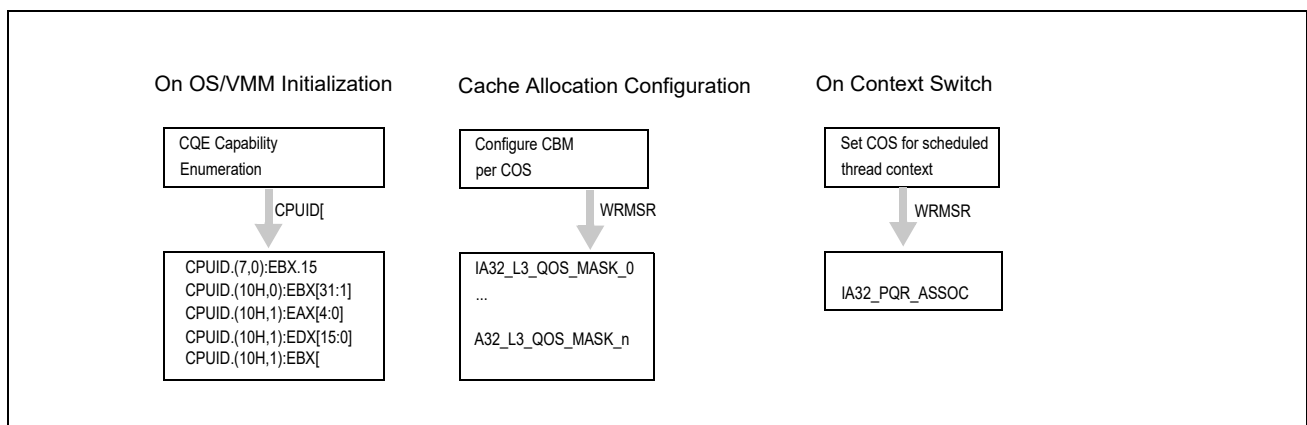 On OS/VMM Initialization
CQE Capability
Enumeration
CPUID[
CPUID.(7,0):EBX.15
CPUID.(10H,0):EBX[31:1]
CPUID.(10H,1):EAX[4:0]
CPUID.(10H,1):EDX[15:0]
CPUID.(10H,1):EBX[
Cache Allocation Configuration
Configure CBM
per COS
WRMSR
IA32_L3_QOS_MASK_0
...
A32_L3_QOS_MASK_n
On Context Switch
Set COS for scheduled
thread context
WRMSR
IA32_PQR_ASSOC